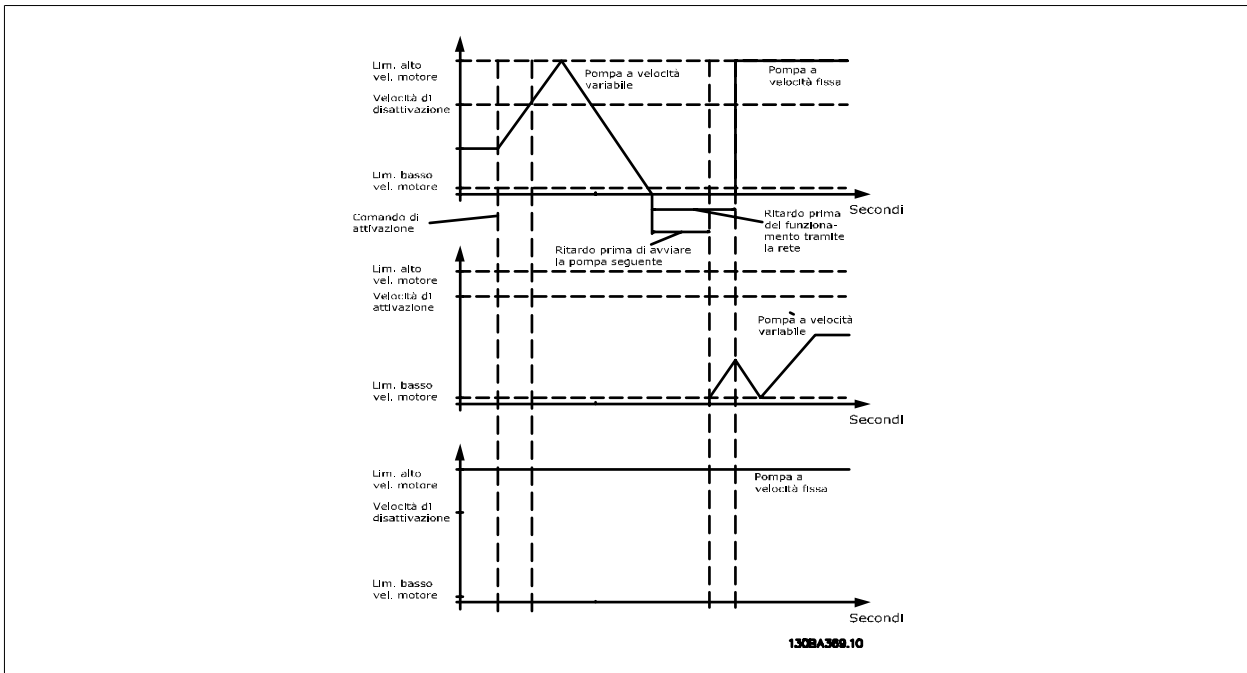 Lim. alto
vel. motore
Pompa a velocità
variabile
Pompa a
velocità fissa
Velocità di
disattivazione
Lim. basso
vel. motore
Secondi
Comando di
attivazione
Ritardo prima
del funziona-
mento tramite
la rete
Ritardo prima di avviare
la pompa seguente
Lim. alto
vel. motore
Velocità di
attivazione
Pompa a velocità
variabile
Lim. basso
vel. motore
Secondi
Lim. alto
vel. motore
Pompa a
velocità fissa
Velocità di
disattivazione
Lim. basso
vel. motore
Secondi
130BA369.10